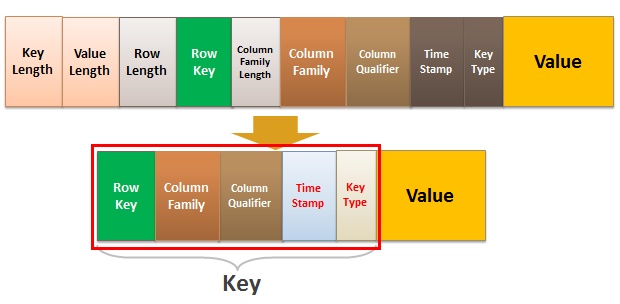 Key
Length
Value
Length
Row
Length
Row
Key
Column
Family
Length
Column
Family
Column
Qualifier
Time
Stamp
Key
Type
Value
Row
Key
Column
Family
Column
Qualifier
Time
Stamp
Key
Type
Value
Key